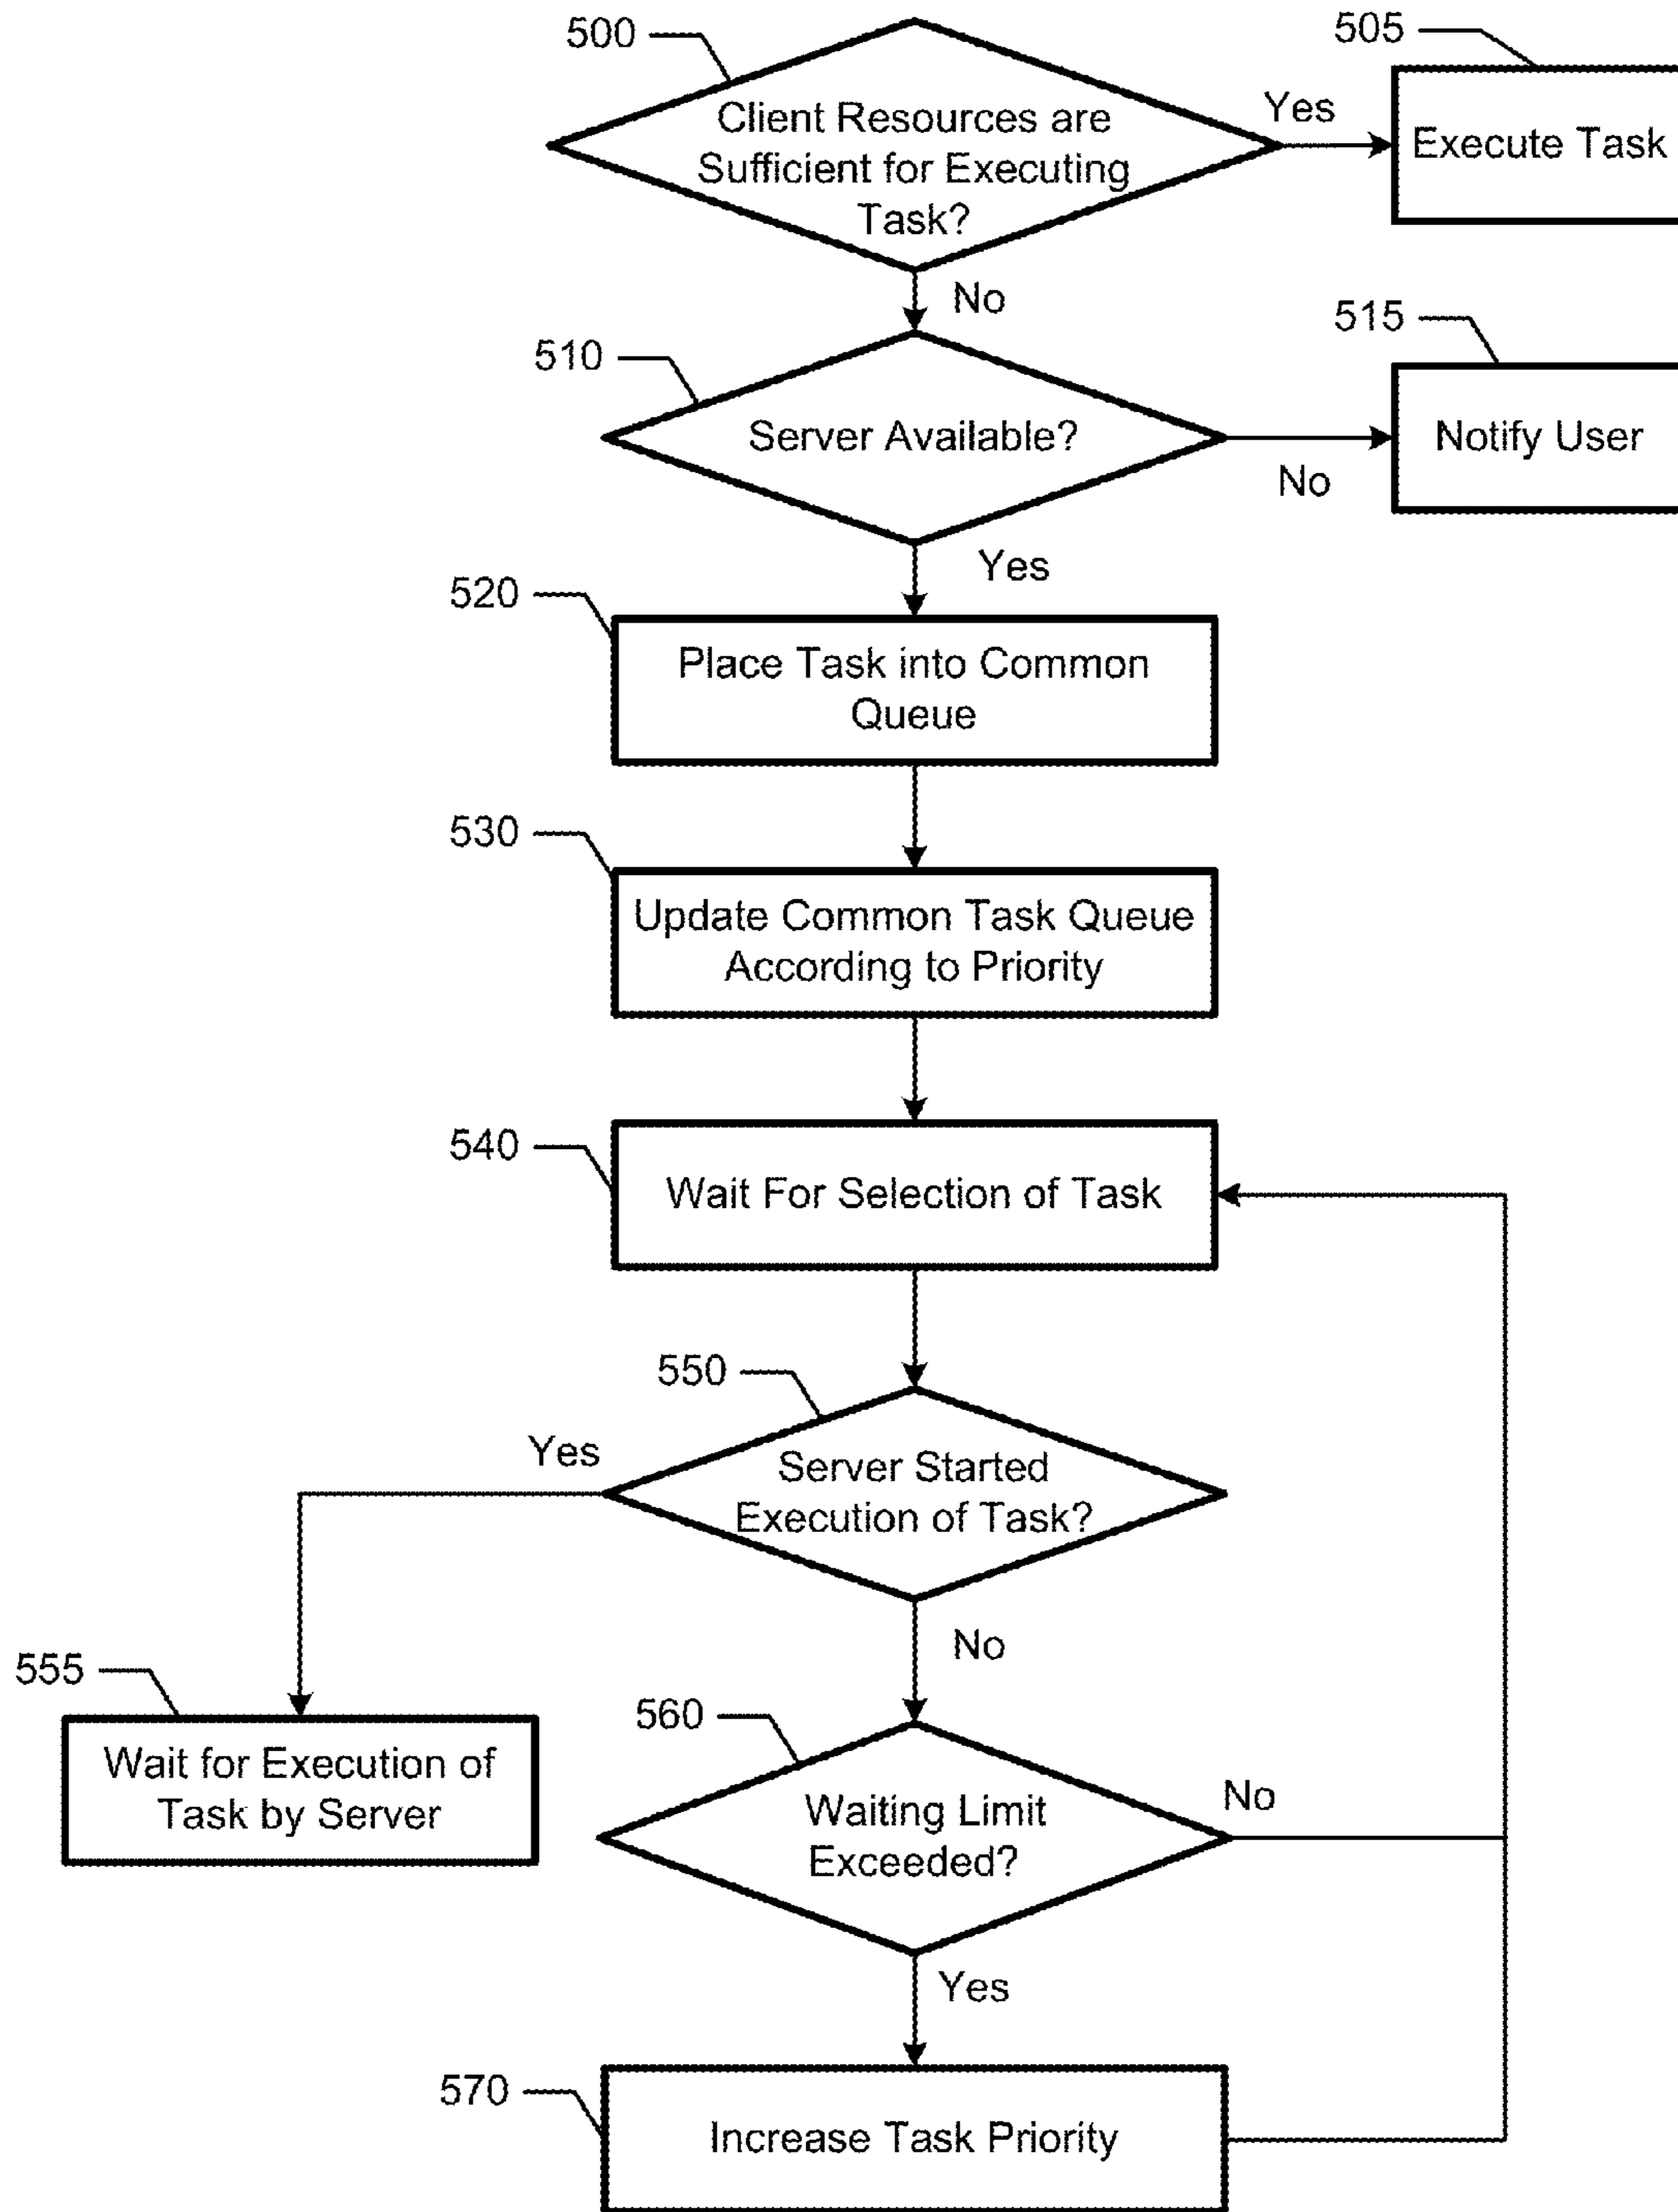 500
Client Resources are
Sufficient for Executing
Task?
Yes
505
Execute Task
No
510
Server Available?
No
515
Notify User
Yes
520
Place Task into Common
Queue
530
Update Common Task Queue
According to Priority
540
Wait For Selection of Task
550
Server Started
Execution of Task?
Yes
No
555
Wait for Execution of
Task by Server
560
Waiting Limit
Exceeded?
No
Yes
570
Increase Task Priority